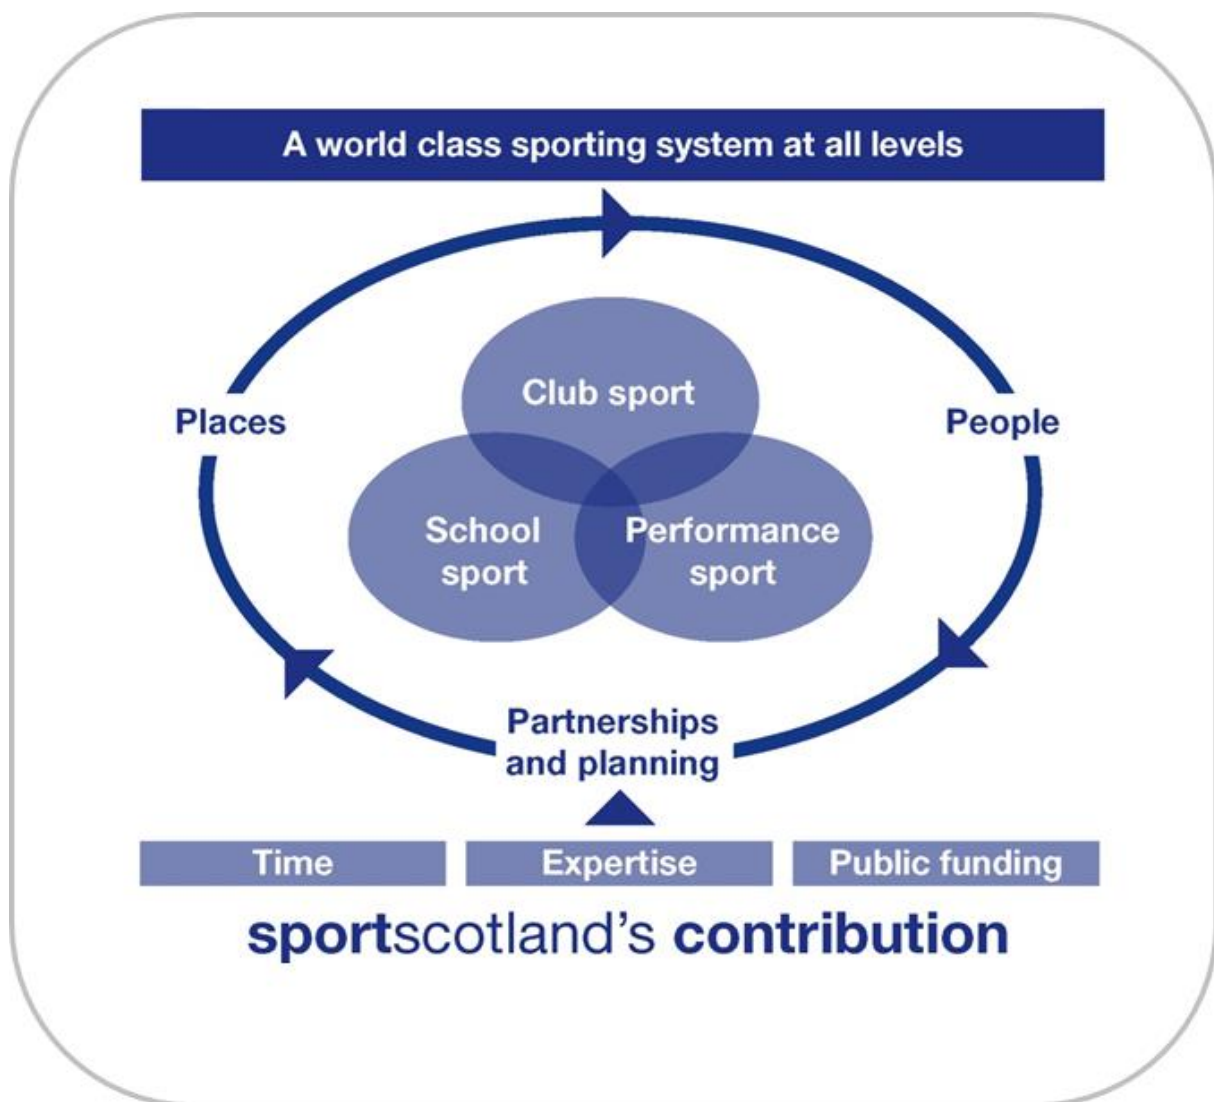 A world class sporting system at all levels
Club sport
Places
People
School
sport
Performance
sport
Partnerships
and planning
Time
Expertise
Public funding
sportscotland's contribution